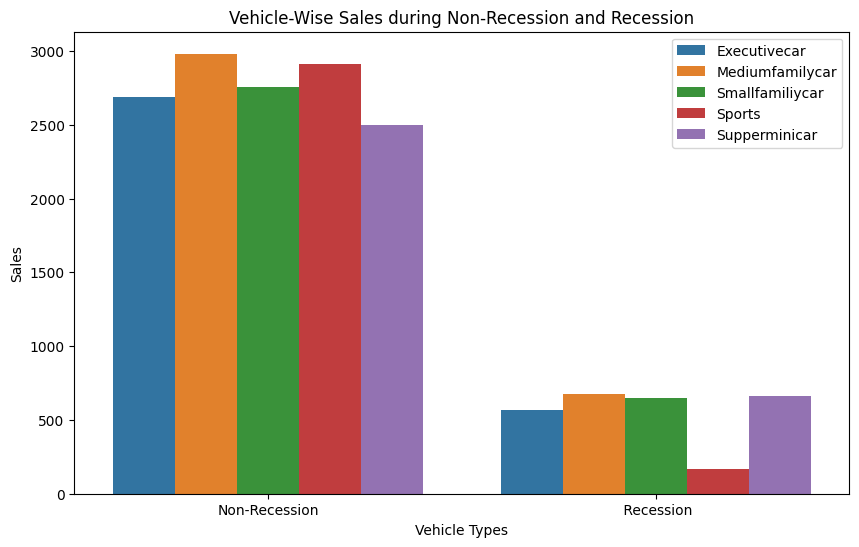 Vehicle-Wise Sales during Non-Recession and Recession
Executivecar
Mediumfamilycar
Smallfamiliycar
Sports
Supperminicar
3000
2500
2000
1500
1000
500
0
Sales
Non-Recession
Recession
Vehicle Types